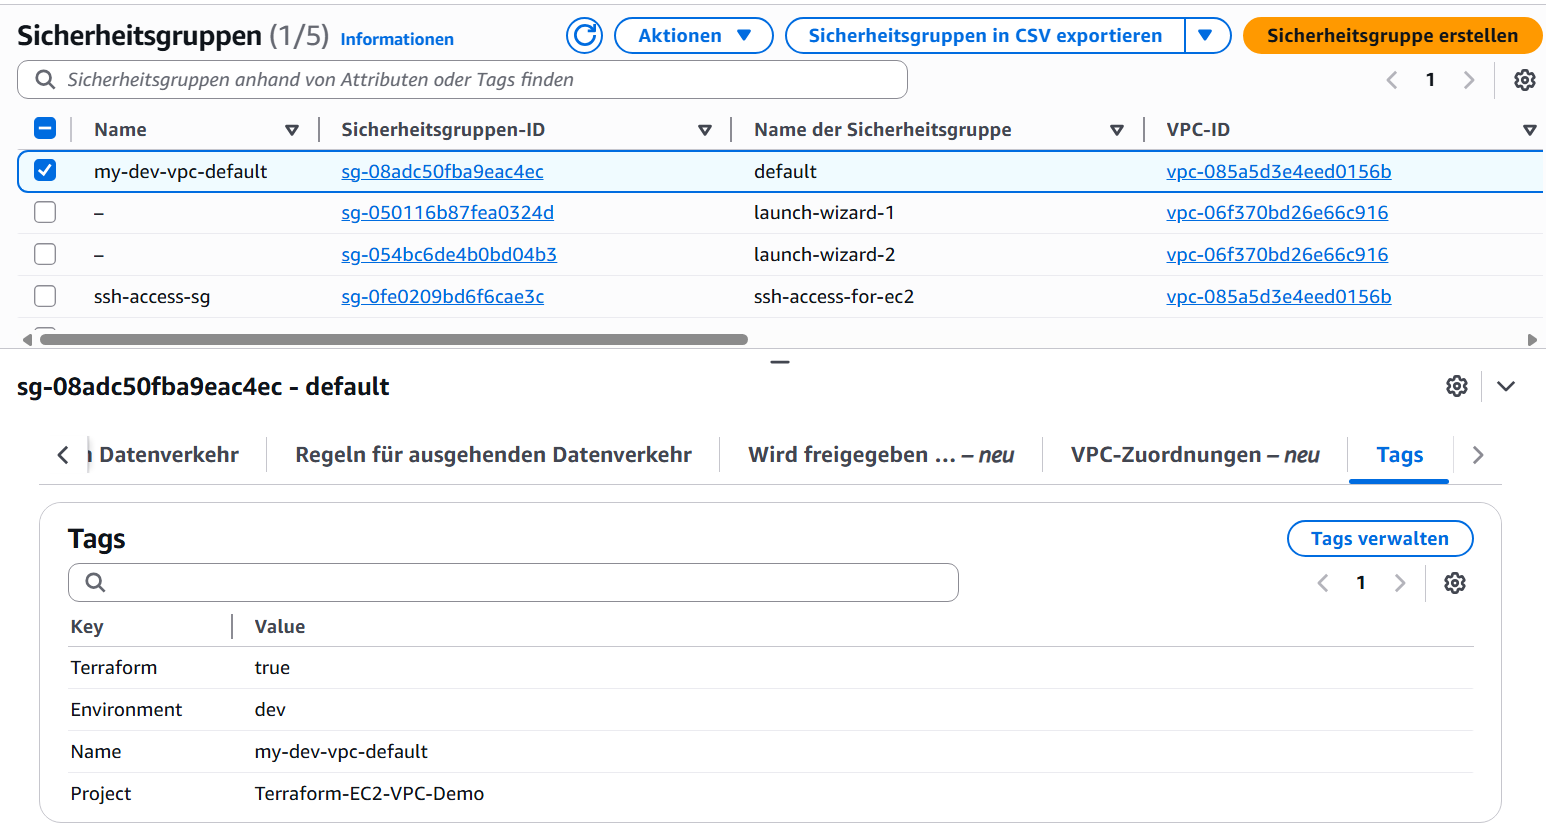 Sicherheitsgruppen (1/5) Informationen Aktionen Sicherheitsgruppen in CSV exportieren Sicherheitsgruppe erstellen
Sicherheitsgruppen anhand von Attributen oder Tags finden 1
Name Sicherheitsgruppen-ID Name der Sicherheitsgruppe VPC-ID
my-dev-vpc-default sg-08adc50fba9eac4ec default vpc-085a5d3e4eed0156b
– sg-050116b87fea0324d launch-wizard-1 vpc-06f370bd26e66c916
– sg-054bc6de4b0bd04b3 launch-wizard-2 vpc-06f370bd26e66c916
ssh-access-sg sg-0fe0209bd6f6cae3c ssh-access-for-ec2 vpc-085a5d3e4eed0156b
sg-08adc50fba9eac4ec - default
Datenverkehr Regeln für ausgehenden Datenverkehr Wird freigegeben ... – neu VPC-Zuordnungen – neu Tags
Tags Tags verwalten
1
Key Value
Terraform true
Environment dev
Name my-dev-vpc-default
Project Terraform-EC2-VPC-Demo